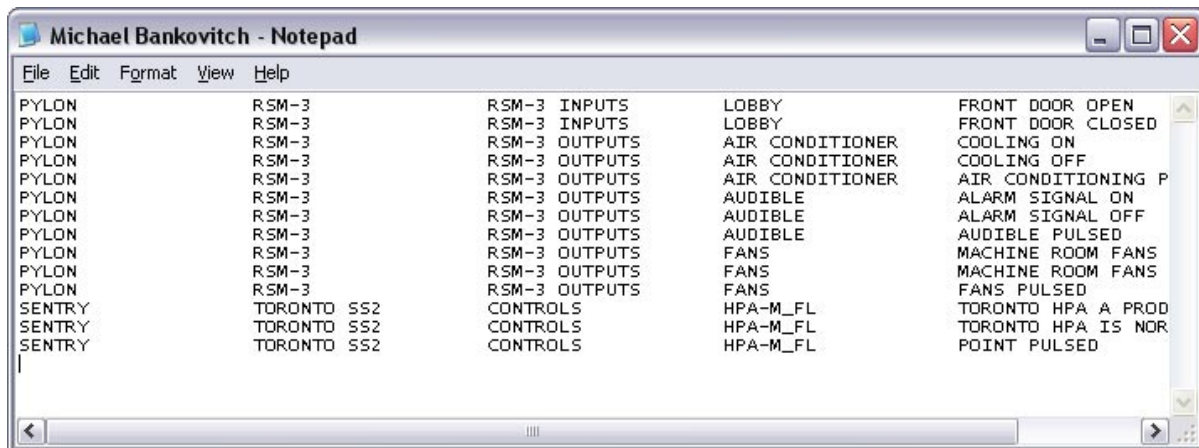 Michael Bankovitch - Notepad
File Edit Format View Help
PYLON RSM-3 RSM-3 INPUTS LOBBY FRONT DOOR OPEN
PYLON RSM-3 RSM-3 INPUTS LOBBY FRONT DOOR CLOSED
PYLON RSM-3 RSM-3 OUTPUTS AIR CONDITIONER COOLING ON
PYLON RSM-3 RSM-3 OUTPUTS AIR CONDITIONER COOLING OFF
PYLON RSM-3 RSM-3 OUTPUTS AIR CONDITIONER AIR CONDITIONING P
PYLON RSM-3 RSM-3 OUTPUTS AUDIBLE ALARM SIGNAL ON
PYLON RSM-3 RSM-3 OUTPUTS AUDIBLE ALARM SIGNAL OFF
PYLON RSM-3 RSM-3 OUTPUTS AUDIBLE AUDIBLE PULSED
PYLON RSM-3 RSM-3 OUTPUTS FANS MACHINE ROOM FANS
PYLON RSM-3 RSM-3 OUTPUTS FANS MACHINE ROOM FANS
PYLON RSM-3 RSM-3 OUTPUTS FANS FANS PULSED
SENTRY TORONTO SS2 CONTROLS HPA-M_FL TORONTO HPA A PROD
SENTRY TORONTO SS2 CONTROLS HPA-M_FL TORONTO HPA IS NOR
SENTRY TORONTO SS2 CONTROLS HPA-M_FL POINT PULSED